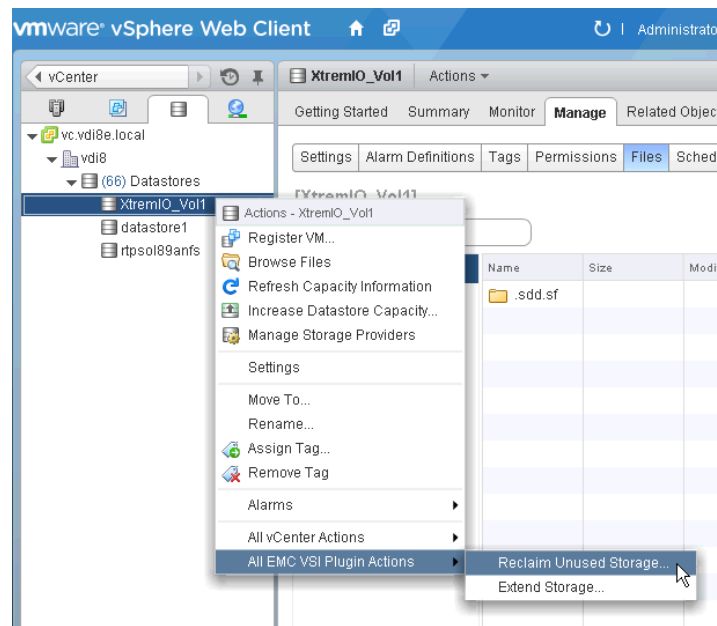 vmware® vSphere Web Client
Administrato
vCenter
XtremIO_Vol1 Actions
Getting Started Summary Monitor Manage Related Objec
vc.vdi8e.local
vdi8
Settings Alarm Definitions Tags Permissions Files Sched
(66) Datastores
[XtremIO_Vol1]
XtremIO_Vol1
Actions - XtremIO_Vol1
datastore1
rtpsol89anfs
Register VM...
Browse Files
Name Size Modi
Refresh Capacity Information
.sdd.sf
Increase Datastore Capacity...
Manage Storage Providers
Settings
Move To...
Rename...
Assign Tag...
Remove Tag
Alarms
All vCenter Actions
All EMC VSI Plugin Actions
Reclaim Unused Storage...
Extend Storage...